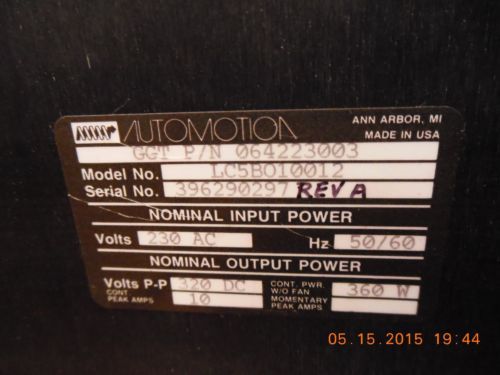 AUTOMOTION
ANN ARBOR, MI
MADE IN USA
GGT P/N 064223003
Model No. LC5BO10012
Serial No. 396290297 REV A
NOMINAL INPUT POWER
Volts 230 AC Hz 50/60
NOMINAL OUTPUT POWER
Volts P-P 320 DC CONT. PWR. W/O FAN 360 W
CONT. PEAK AMPS 10 MOMENTARY PEAK AMPS
05.15.2015 19:44